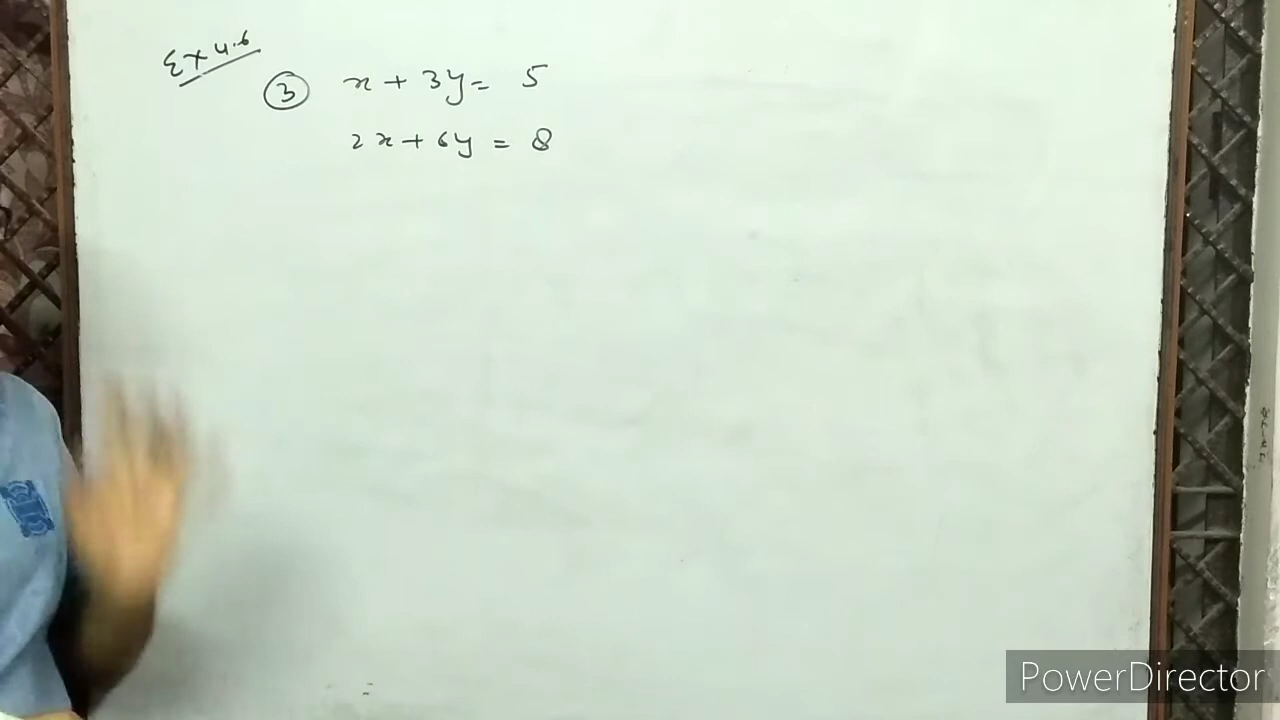 Ex 4.6
③ x + 3y = 5
2x + 6y = 8
PowerDirector